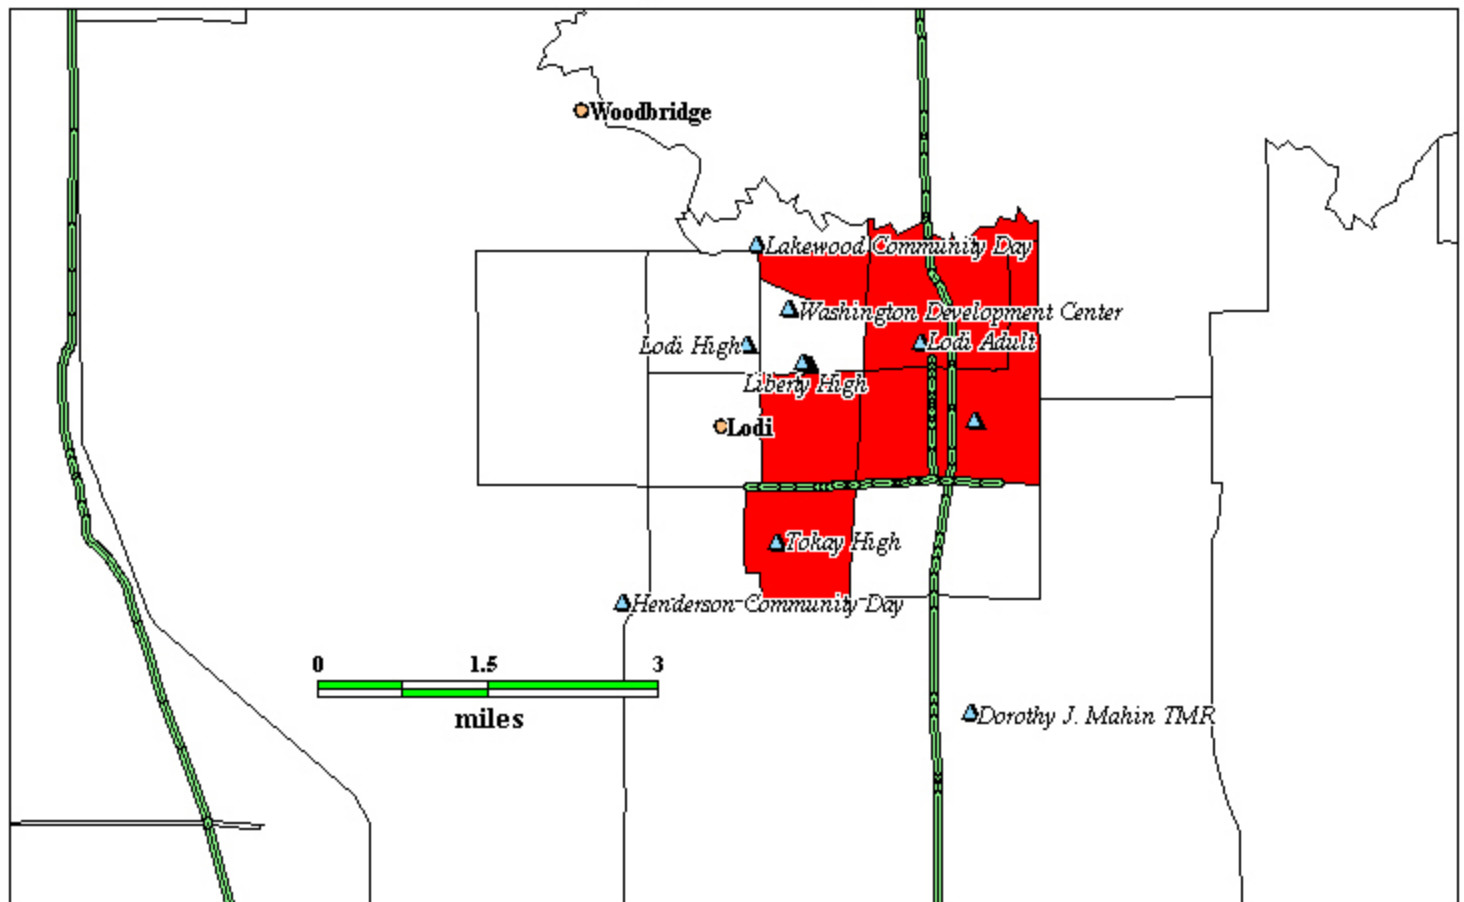 Woodbridge
Lakewood Community Day
Washington Development Center
Lodi High
Lodi Adult
Liberty High
Lodi
Tokay High
Henderson Community Day
0 1.5 3
miles
Dorothy J. Mahin TMR